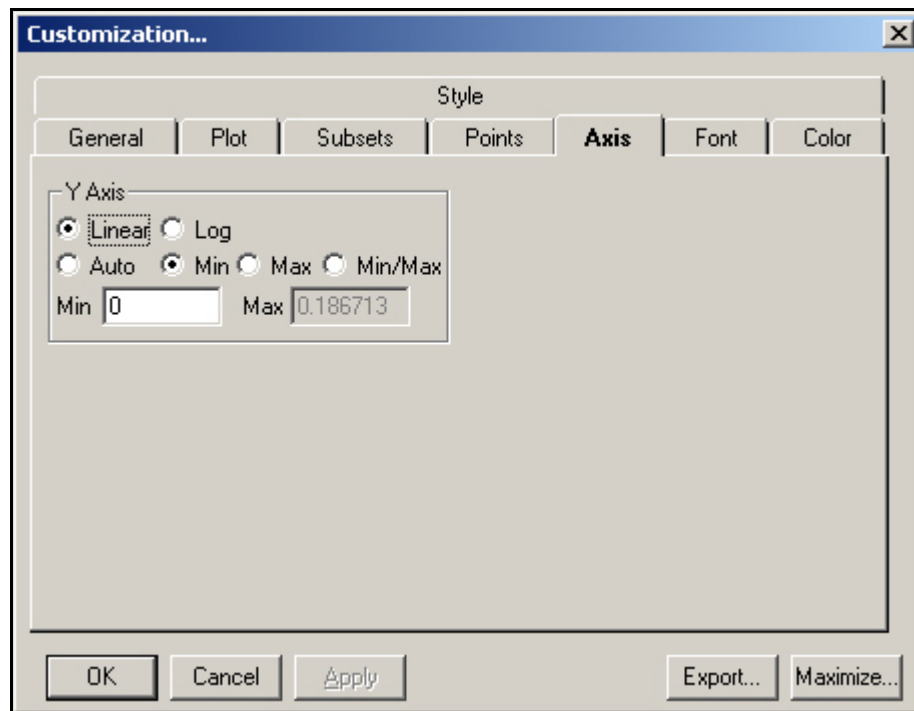 Customization...
Style
General Plot Subsets Points Axis Font Color
Y Axis
Linear Log
Auto Min Max Min/Max
Min 0 Max 0.186713
OK Cancel Apply Export... Maximize...